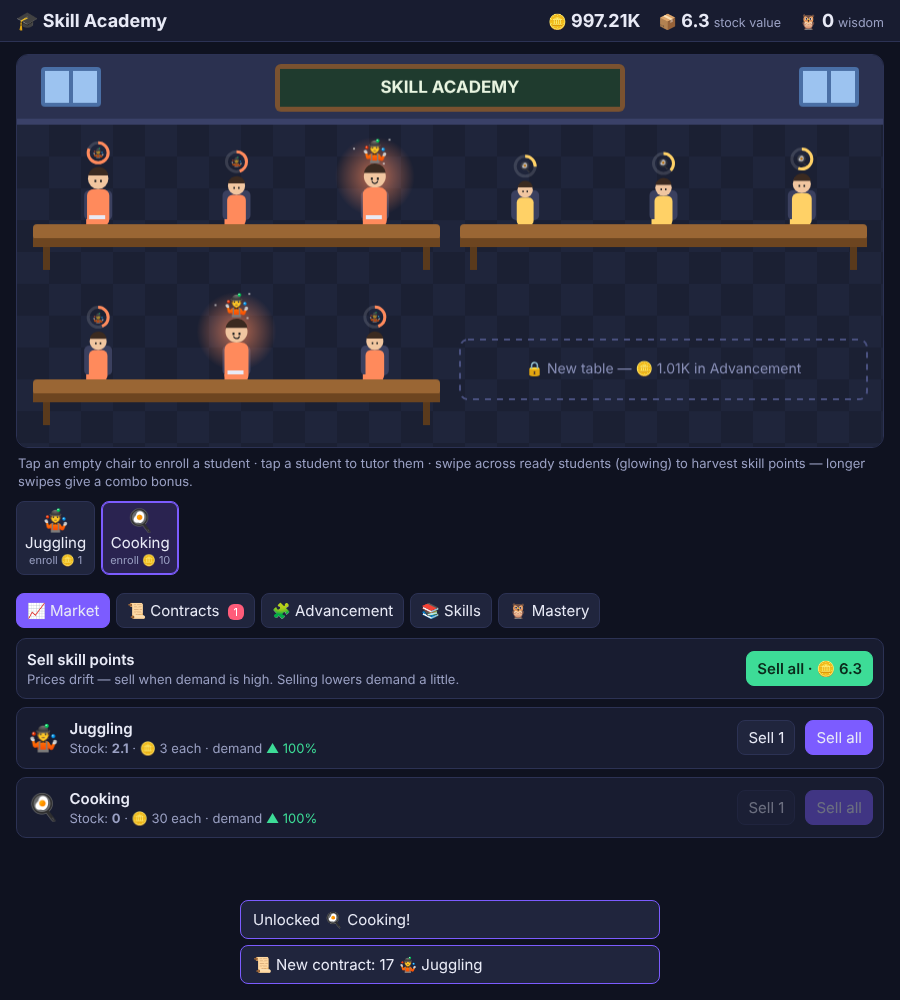 🎓 Skill Academy
🪙 997.21K 📦 6.3 stock value 🦉 0 wisdom
SKILL ACADEMY
🔒 New table — 🪙 1.01K in Advancement
Tap an empty chair to enroll a student · tap a student to tutor them · swipe across ready students (glowing) to harvest skill points — longer
swipes give a combo bonus.
Juggling
enroll 🪙 1
Cooking
enroll 🪙 10
📈 Market
📜 Contracts 1
🧩 Advancement
📚 Skills
🦉 Mastery
Sell skill points
Prices drift — sell when demand is high. Selling lowers demand a little.
Sell all · 🪙 6.3
Juggling
Stock: 2.1 · 🪙 3 each · demand ▲ 100%
Sell 1
Sell all
Cooking
Stock: 0 · 🪙 30 each · demand ▲ 100%
Sell 1
Sell all
Unlocked 🍳 Cooking!
📜 New contract: 17 🤹 Juggling